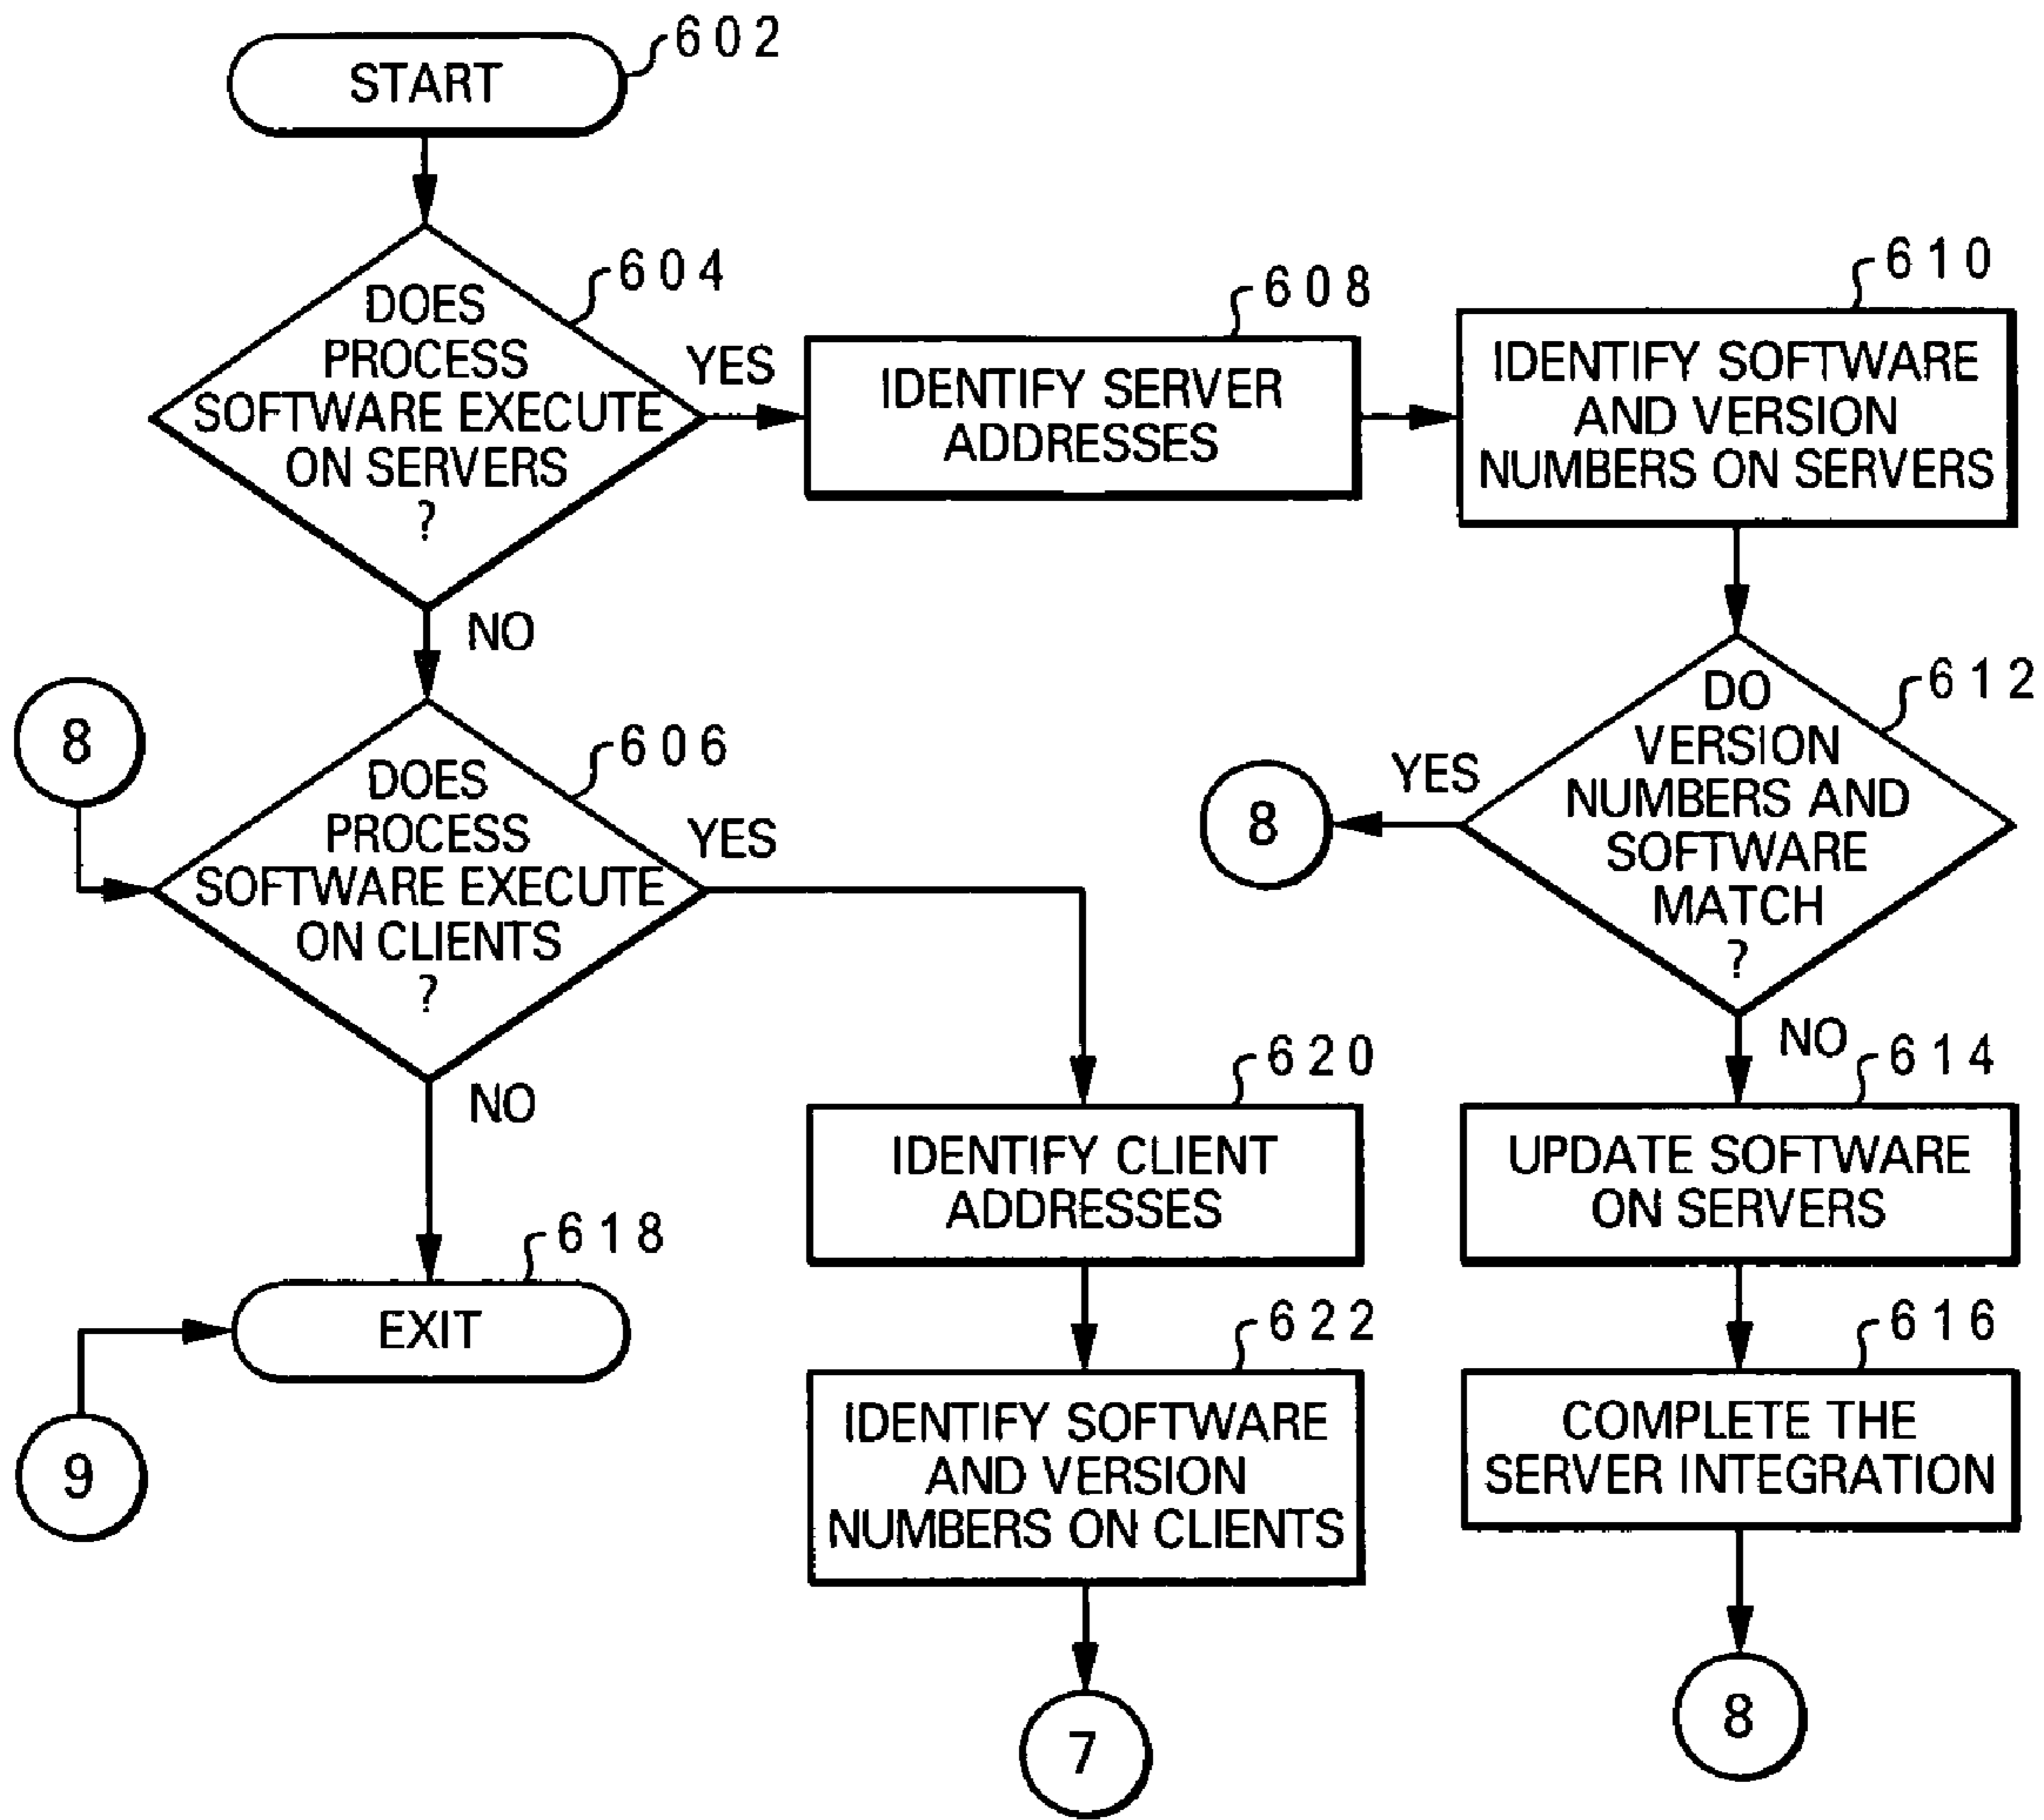 602
START
604
DOES
PROCESS
SOFTWARE EXECUTE
ON SERVERS
?
YES
NO
608
IDENTIFY SERVER
ADDRESSES
610
IDENTIFY SOFTWARE
AND VERSION
NUMBERS ON SERVERS
612
DO
VERSION
NUMBERS AND
SOFTWARE
MATCH
?
YES
8
NO
8
606
DOES
PROCESS
SOFTWARE EXECUTE
ON CLIENTS
?
YES
NO
614
UPDATE SOFTWARE
ON SERVERS
616
COMPLETE THE
SERVER INTEGRATION
8
620
IDENTIFY CLIENT
ADDRESSES
622
IDENTIFY SOFTWARE
AND VERSION
NUMBERS ON CLIENTS
7
618
EXIT
9